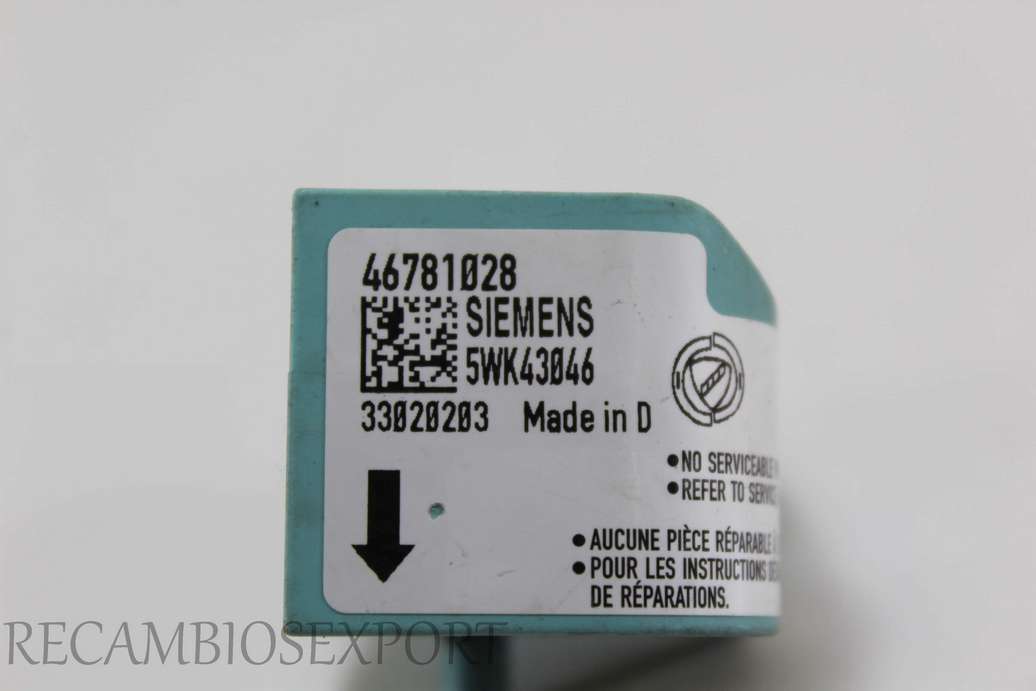 46781028
SIEMENS
5WK43046
33020203 Made in D
•NO SERVICEABLE
•REFER TO
• AUCUNE PIÈCE RÉPARABLE
• POUR LES INSTRUCTIONS
DE RÉPARATIONS.
RECAMBIOSEXPORT